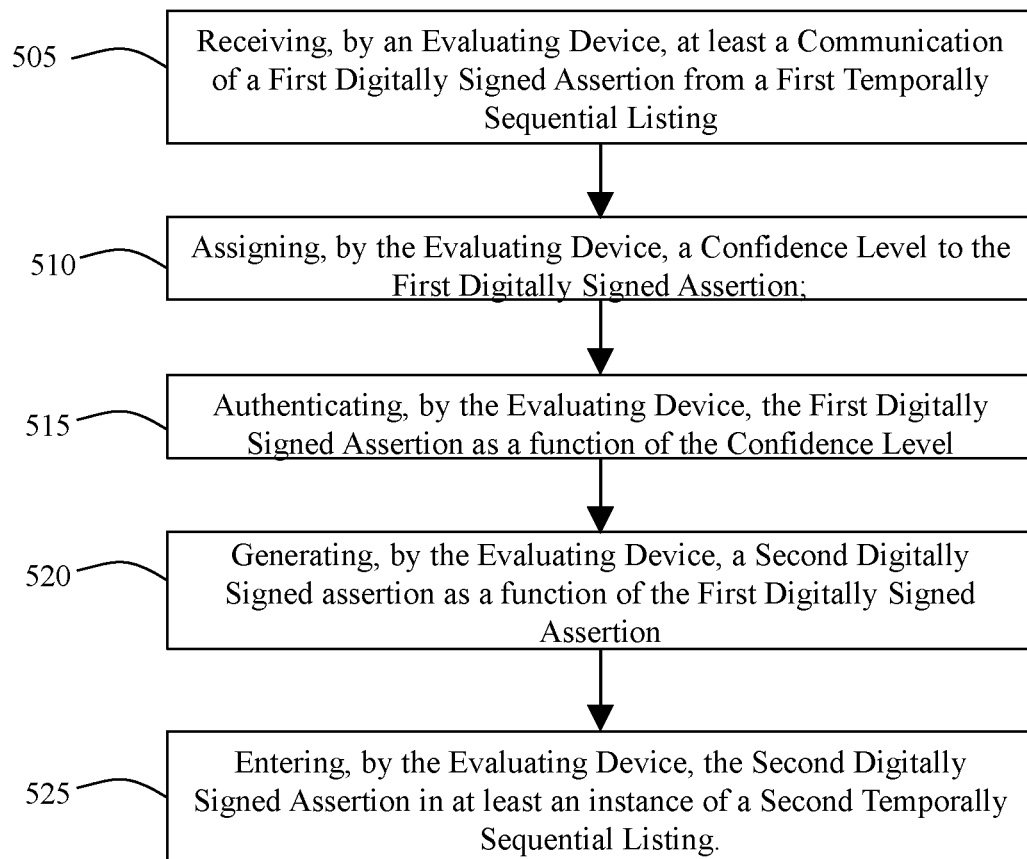 505
Receiving, by an Evaluating Device, at least a Communication
of a First Digitally Signed Assertion from a First Temporally
Sequential Listing
510
Assigning, by the Evaluating Device, a Confidence Level to the
First Digitally Signed Assertion;
515
Authenticating, by the Evaluating Device, the First Digitally
Signed Assertion as a function of the Confidence Level
520
Generating, by the Evaluating Device, a Second Digitally
Signed assertion as a function of the First Digitally Signed
Assertion
525
Entering, by the Evaluating Device, the Second Digitally
Signed Assertion in at least an instance of a Second Temporally
Sequential Listing.